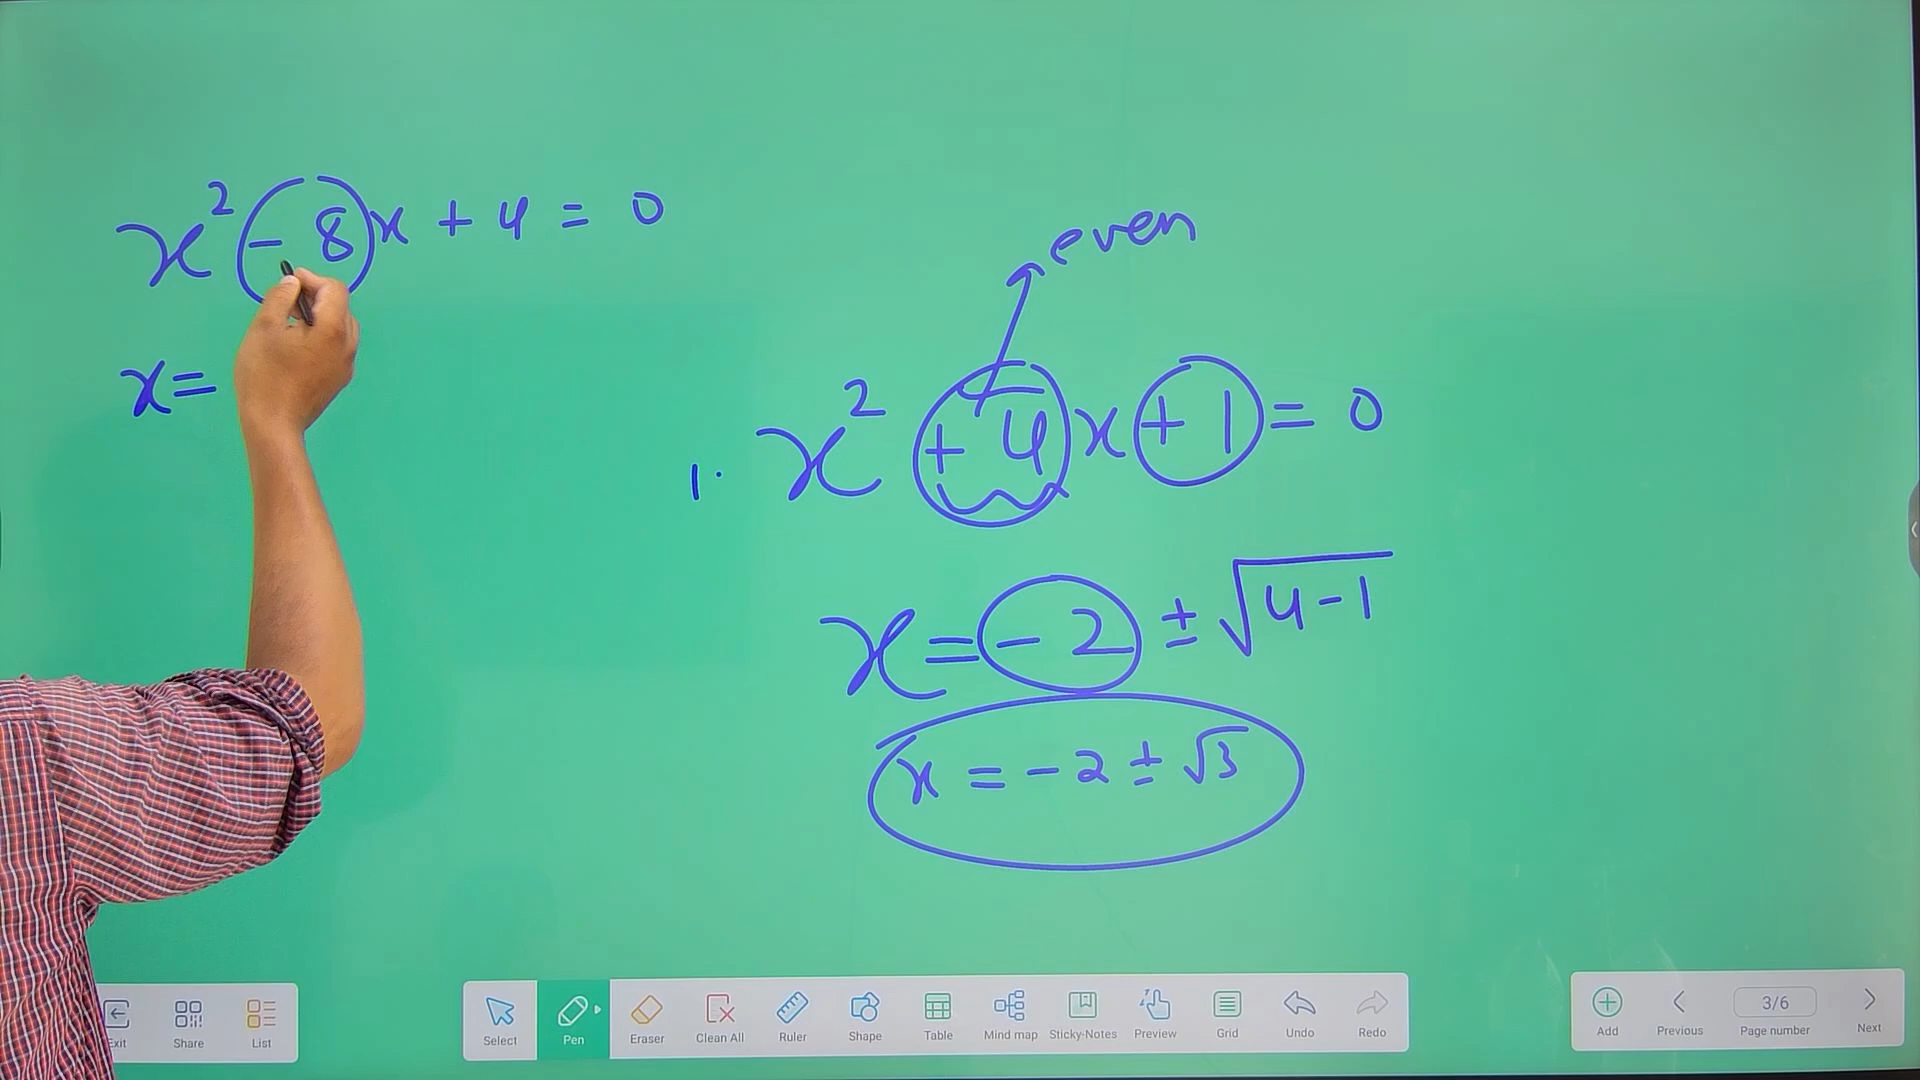 x² - 8x + 4 = 0
x =
even
1. x² + 4x + 1 = 0
x = - 2 ± √4-1
x = - 2 ± √3
Exit Share List
Select Pen Eraser Clean All Ruler Shape Table Mind map Sticky-Notes Preview Grid Undo Redo
Add Previous 3/6 Page number Next